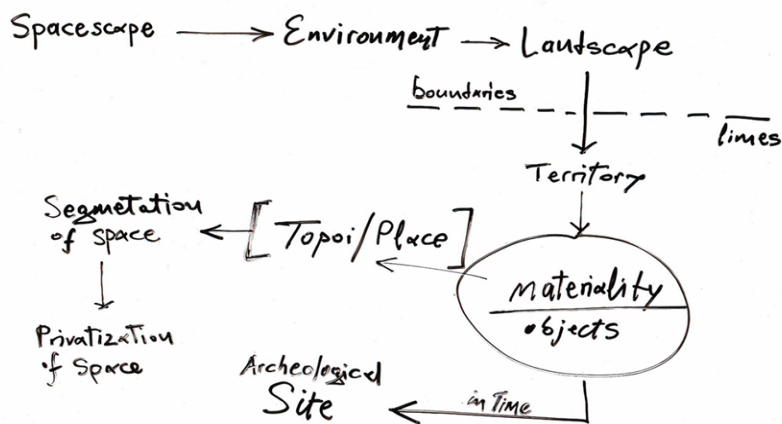 Spacescape
Environment
Landscape
boundaries
limes
Territory
Segmetation
of space
[Topoi/Place]
materiality
objects
Privatization
of Space
Archeological
Site
in Time